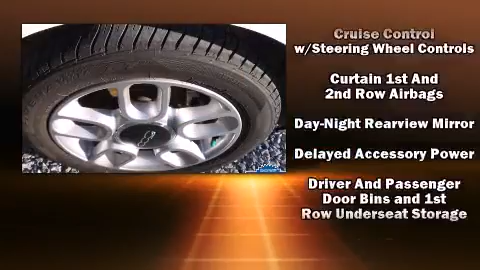 Cruise Control
w/Steering Wheel Controls
Curtain 1st And
2nd Row Airbags
Day-Night Rearview Mirror
Delayed Accessory Power
Driver And Passenger
Door Bins and 1st
Row Underseat Storage